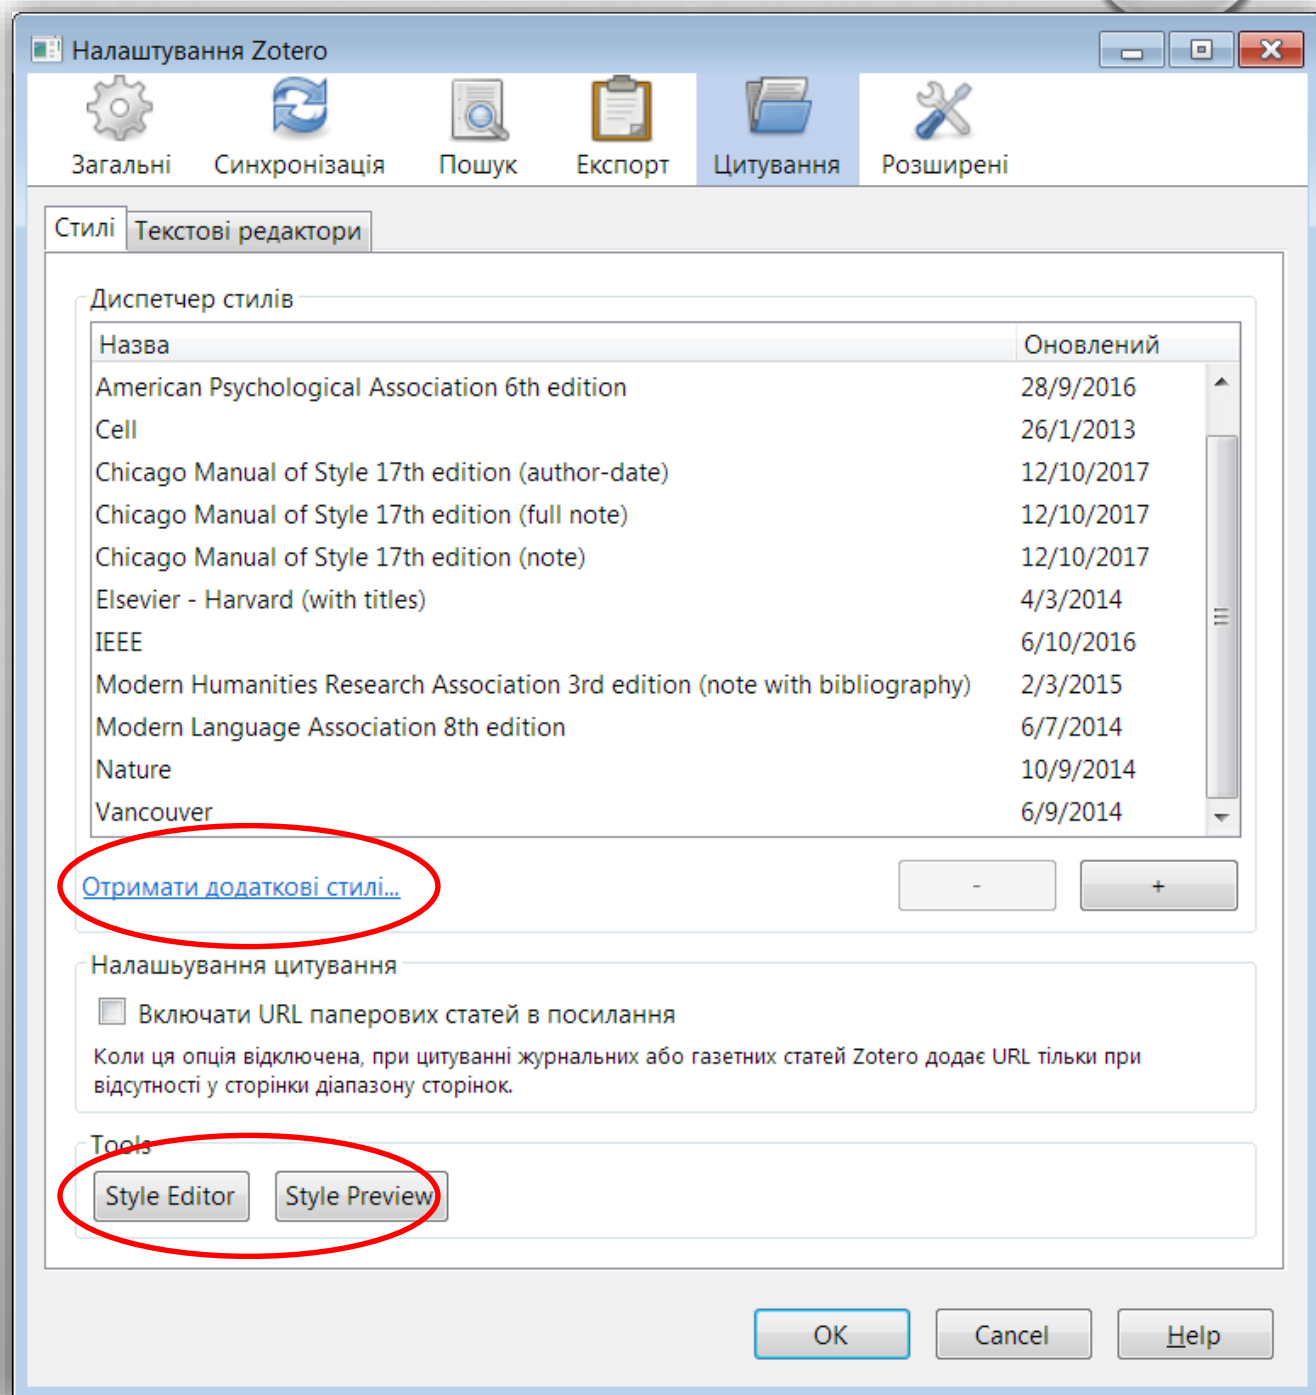 Налаштування Zotero
Загальні Синхронізація Пошук Експорт Цитування Розширені
Стилі Текстові редактори
Диспетчер стилів
Назва Оновлений
American Psychological Association 6th edition 28/9/2016
Cell 26/1/2013
Chicago Manual of Style 17th edition (author-date) 12/10/2017
Chicago Manual of Style 17th edition (full note) 12/10/2017
Chicago Manual of Style 17th edition (note) 12/10/2017
Elsevier - Harvard (with titles) 4/3/2014
IEEE 6/10/2016
Modern Humanities Research Association 3rd edition (note with bibliography) 2/3/2015
Modern Language Association 8th edition 6/7/2014
Nature 10/9/2014
Vancouver 6/9/2014
Отримати додаткові стилі... - +
Налашьування цитування
Включати URL паперових статей в посилання
Коли ця опція відключена, при цитуванні журнальних або газетних статей Zotero додає URL тільки при
відсутності у сторінки діапазону сторінок.
Tools
Style Editor Style Preview
OK Cancel Help